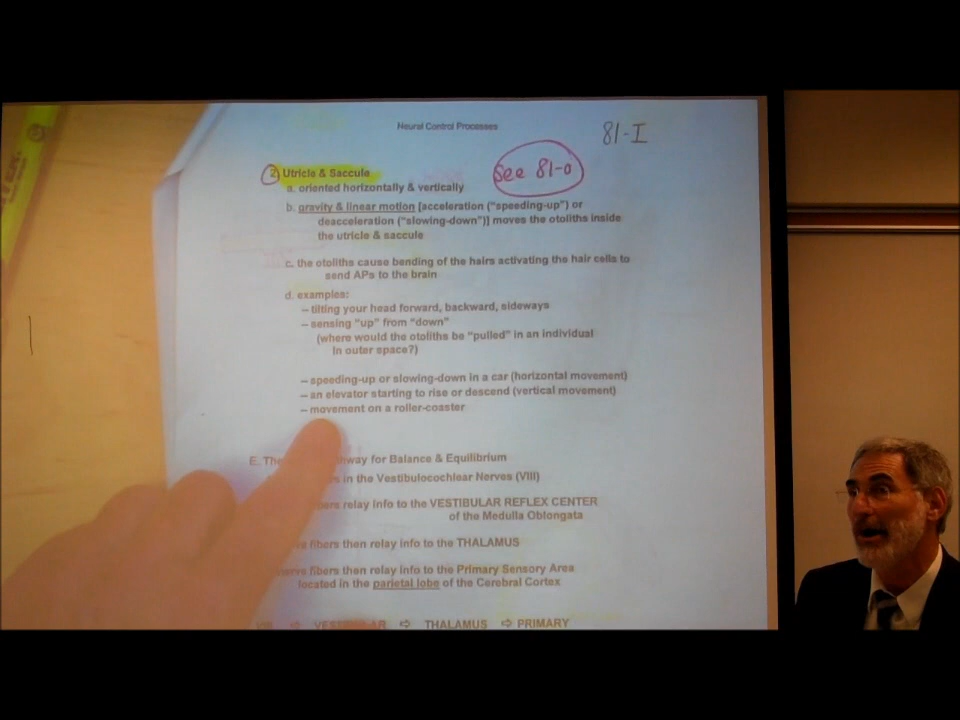 Neural Control Processes
81-I
2. Utricle & Saccule
See 81-0
a. oriented horizontally & vertically
b. gravity & linear motion [acceleration ("speeding-up") or
deacceleration ("slowing-down")] moves the otoliths inside
the utricle & saccule
c. the otoliths cause bending of the hairs activating the hair cells to
send APs to the brain
d. examples:
– tilting your head forward, backward, sideways
– sensing "up" from "down"
(where would the otoliths be "pulled" in an individual
in outer space?)
– speeding-up or slowing-down in a car (horizontal movement)
– an elevator starting to rise or descend (vertical movement)
– movement on a roller-coaster
E. The for Balance & Equilibrium
in the Vestibulocochlear Nerves (VIII)
relay info to the VESTIBULAR REFLEX CENTER
of the Medulla Oblongata
fibers then relay info to the THALAMUS
fibers then relay info to the Primary Sensory Area
located in the parietal lobe of the Cerebral Cortex
VIII ⇨ ⇨ THALAMUS ⇨ PRIMARY